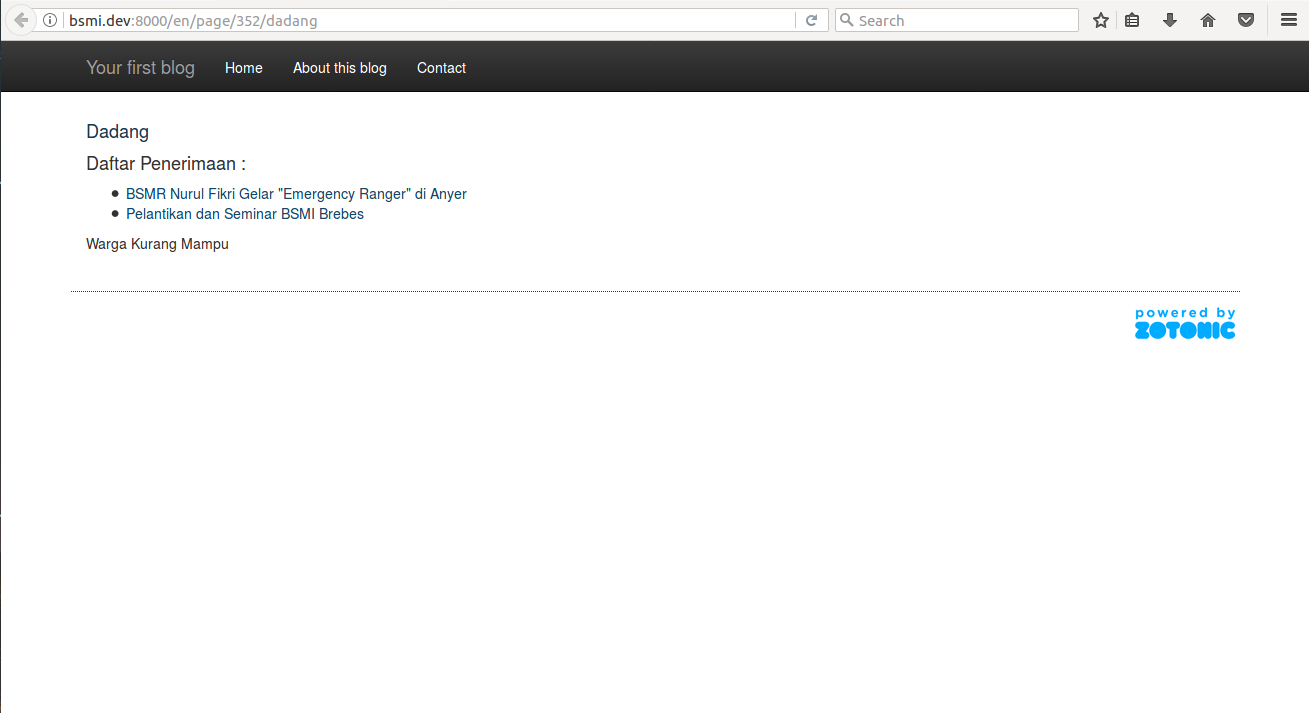 bsmi.dev:8000/en/page/352/dadang
Search
Your first blog
Home
About this blog
Contact
Dadang
Daftar Penerimaan :
BSMR Nurul Fikri Gelar "Emergency Ranger" di Anyer
Pelantikan dan Seminar BSMI Brebes
Warga Kurang Mampu
powered by
ZOTONIC